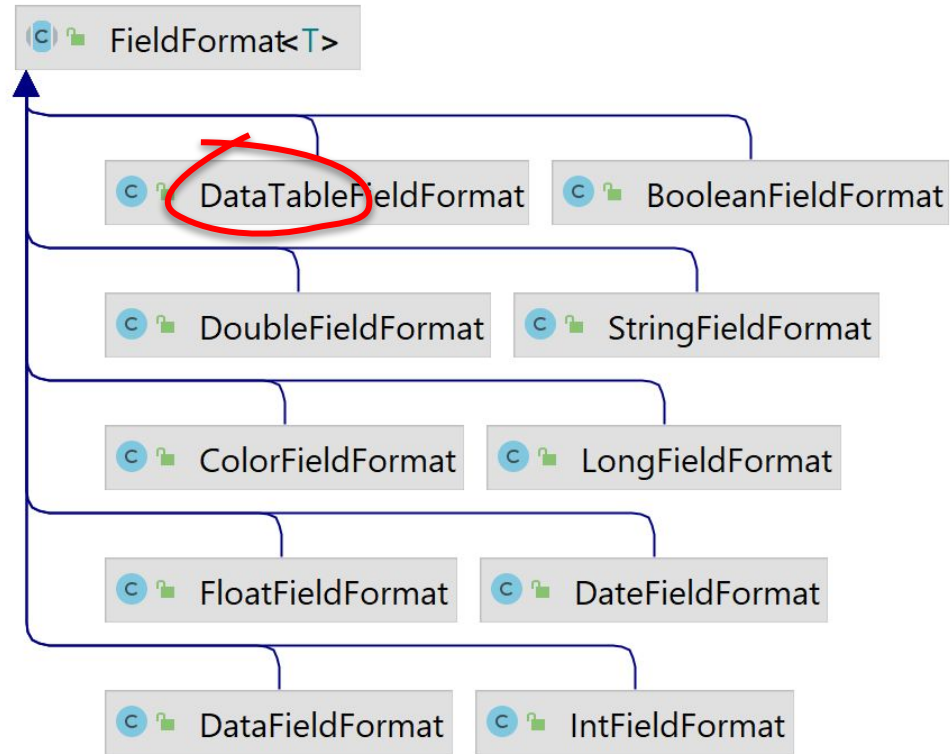 C FieldFormat<T>
C DataTableFieldFormat C BooleanFieldFormat
C DoubleFieldFormat C StringFieldFormat
C ColorFieldFormat C LongFieldFormat
C FloatFieldFormat C DateFieldFormat
C DataFieldFormat C IntFieldFormat